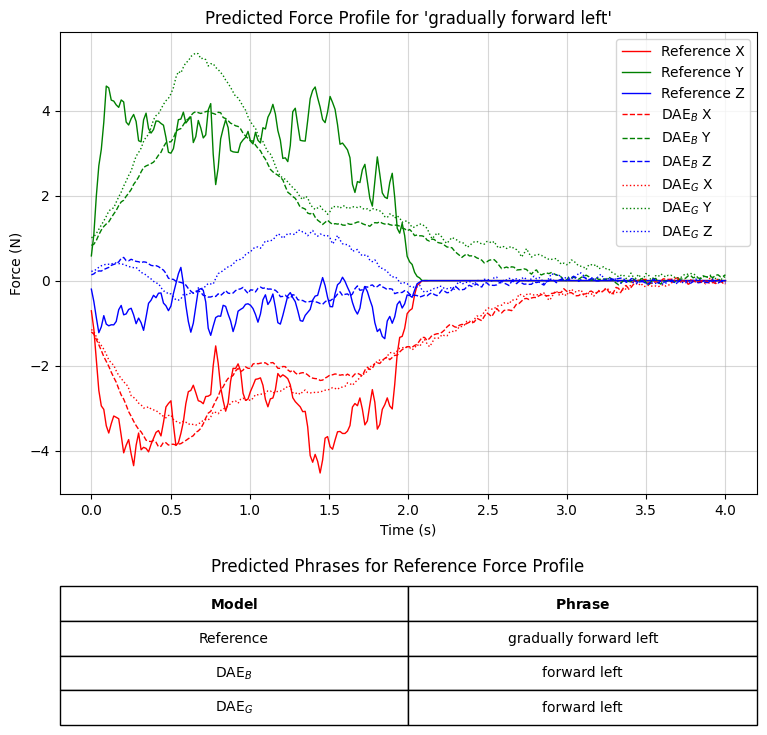 Predicted Force Profile for 'gradually forward left'
Force (N)
4
2
0
−2
−4
Reference X
Reference Y
Reference Z
DAE_B X
DAE_B Y
DAE_B Z
DAE_G X
DAE_G Y
DAE_G Z
0.0 0.5 1.0 1.5 2.0 2.5 3.0 3.5 4.0
Time (s)
Predicted Phrases for Reference Force Profile
Model Phrase
Reference gradually forward left
DAE_B forward left
DAE_G forward left